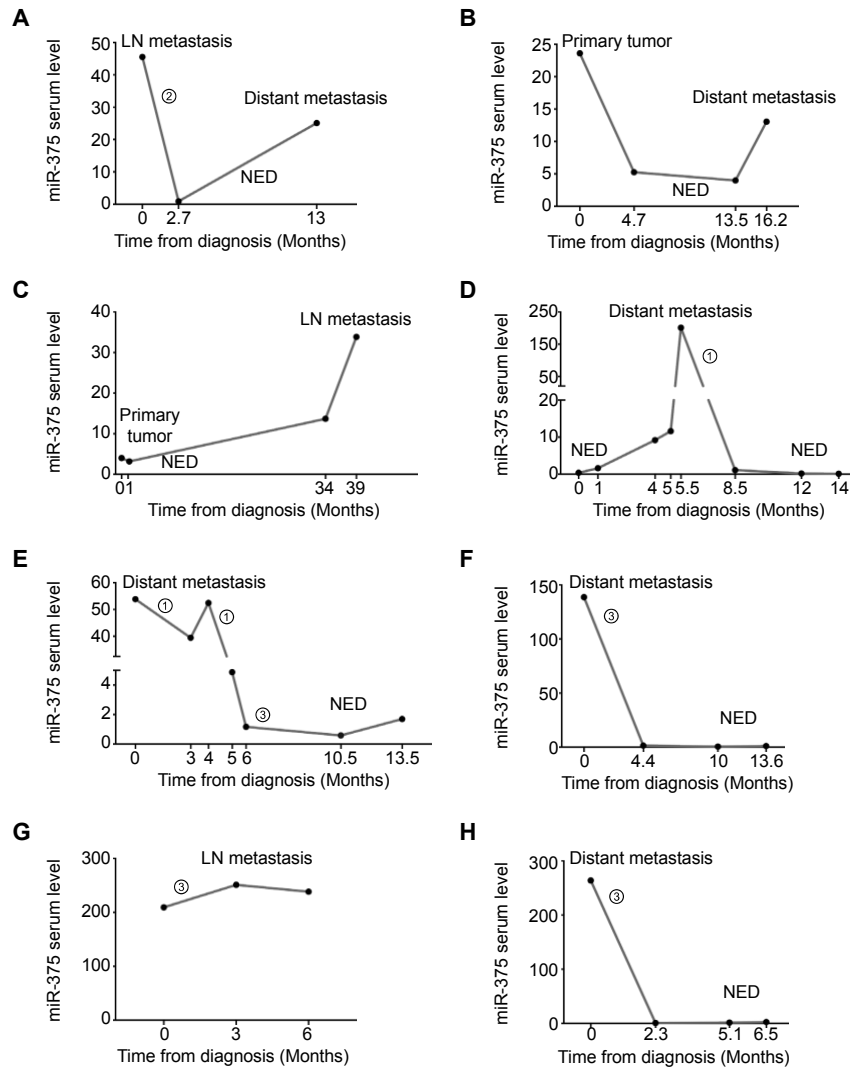 A
LN metastasis
miR-375 serum level
50
40
30
20
10
0
②
Distant metastasis
NED
0 2.7 13
Time from diagnosis (Months)
B
Primary tumor
miR-375 serum level
25
20
15
10
5
0
Distant metastasis
NED
0 4.7 13.5 16.2
Time from diagnosis (Months)
C
miR-375 serum level
40
30
20
10
0
LN metastasis
Primary
tumor
NED
01 34 39
Time from diagnosis (Months)
D
miR-375 serum level
250
150
50
20
10
0
Distant metastasis
①
NED
NED
0 1 4 5 5.5 8.5 12 14
Time from diagnosis (Months)
E
miR-375 serum level
60
50
40
4
2
0
Distant metastasis
①
①
③
NED
0 3 4 5 6 10.5 13.5
Time from diagnosis (Months)
F
miR-375 serum level
150
100
50
0
Distant metastasis
③
NED
0 4.4 10 13.6
Time from diagnosis (Months)
G
miR-375 serum level
300
200
100
0
LN metastasis
③
0 3 6
Time from diagnosis (Months)
H
miR-375 serum level
300
200
100
0
Distant metastasis
③
NED
0 2.3 5.1 6.5
Time from diagnosis (Months)